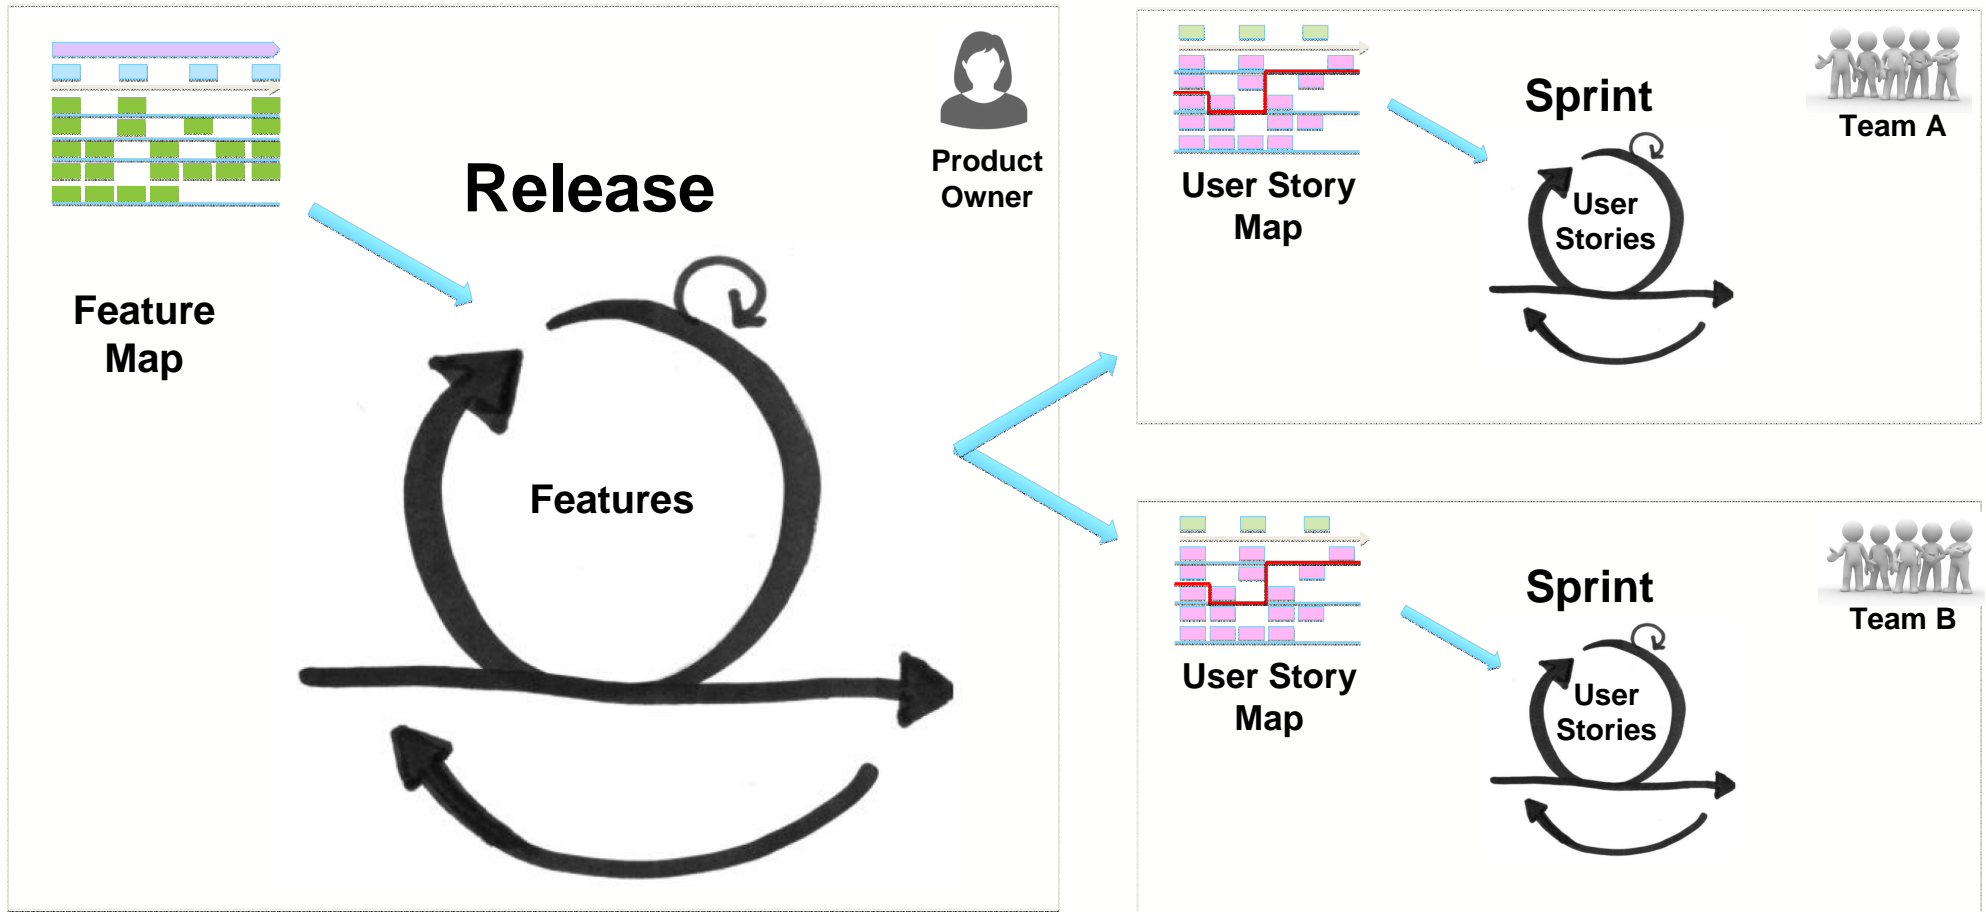 Release
Product
Owner
Feature
Map
Features
Sprint
Team A
User Story
Map
User
Stories
Sprint
Team B
User Story
Map
User
Stories